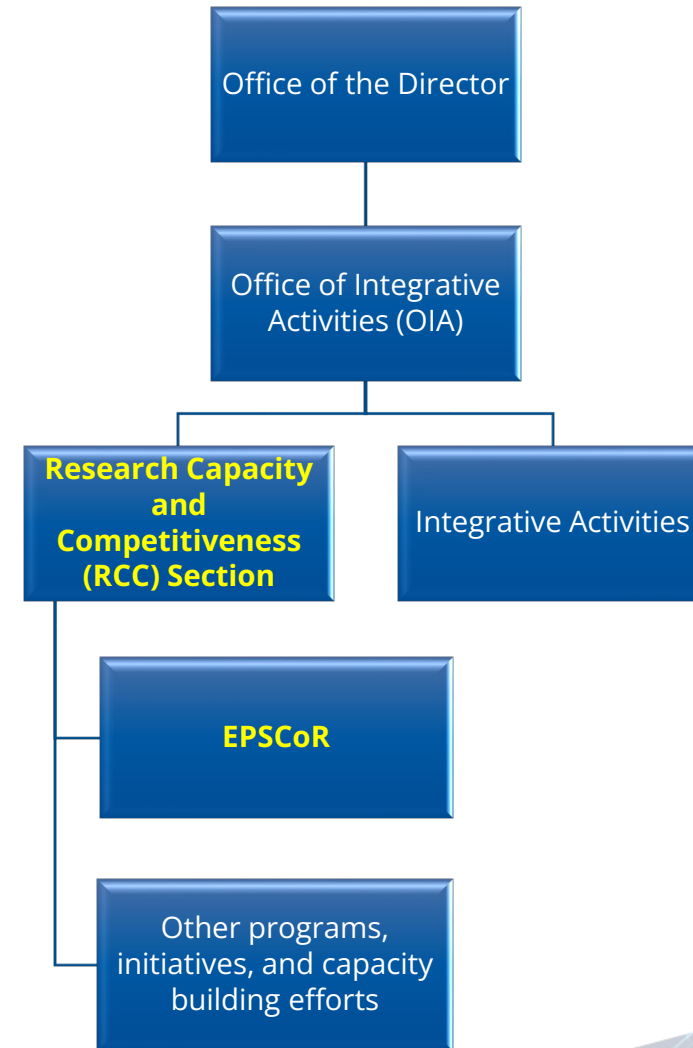 Office of the Director
Office of Integrative
Activities (OIA)
Research Capacity
and
Competitiveness
(RCC) Section
Integrative Activities
EPSCoR
Other programs,
initiatives, and capacity
building efforts